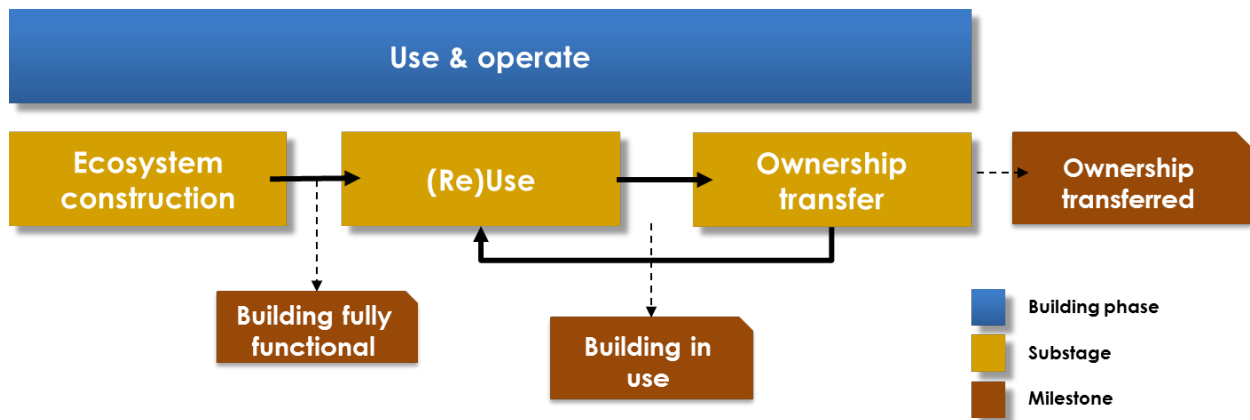 Use & operate
Ecosystem
construction
(Re)Use
Ownership
transfer
Ownership
transferred
Building fully
functional
Building in
use
Building phase
Substage
Milestone